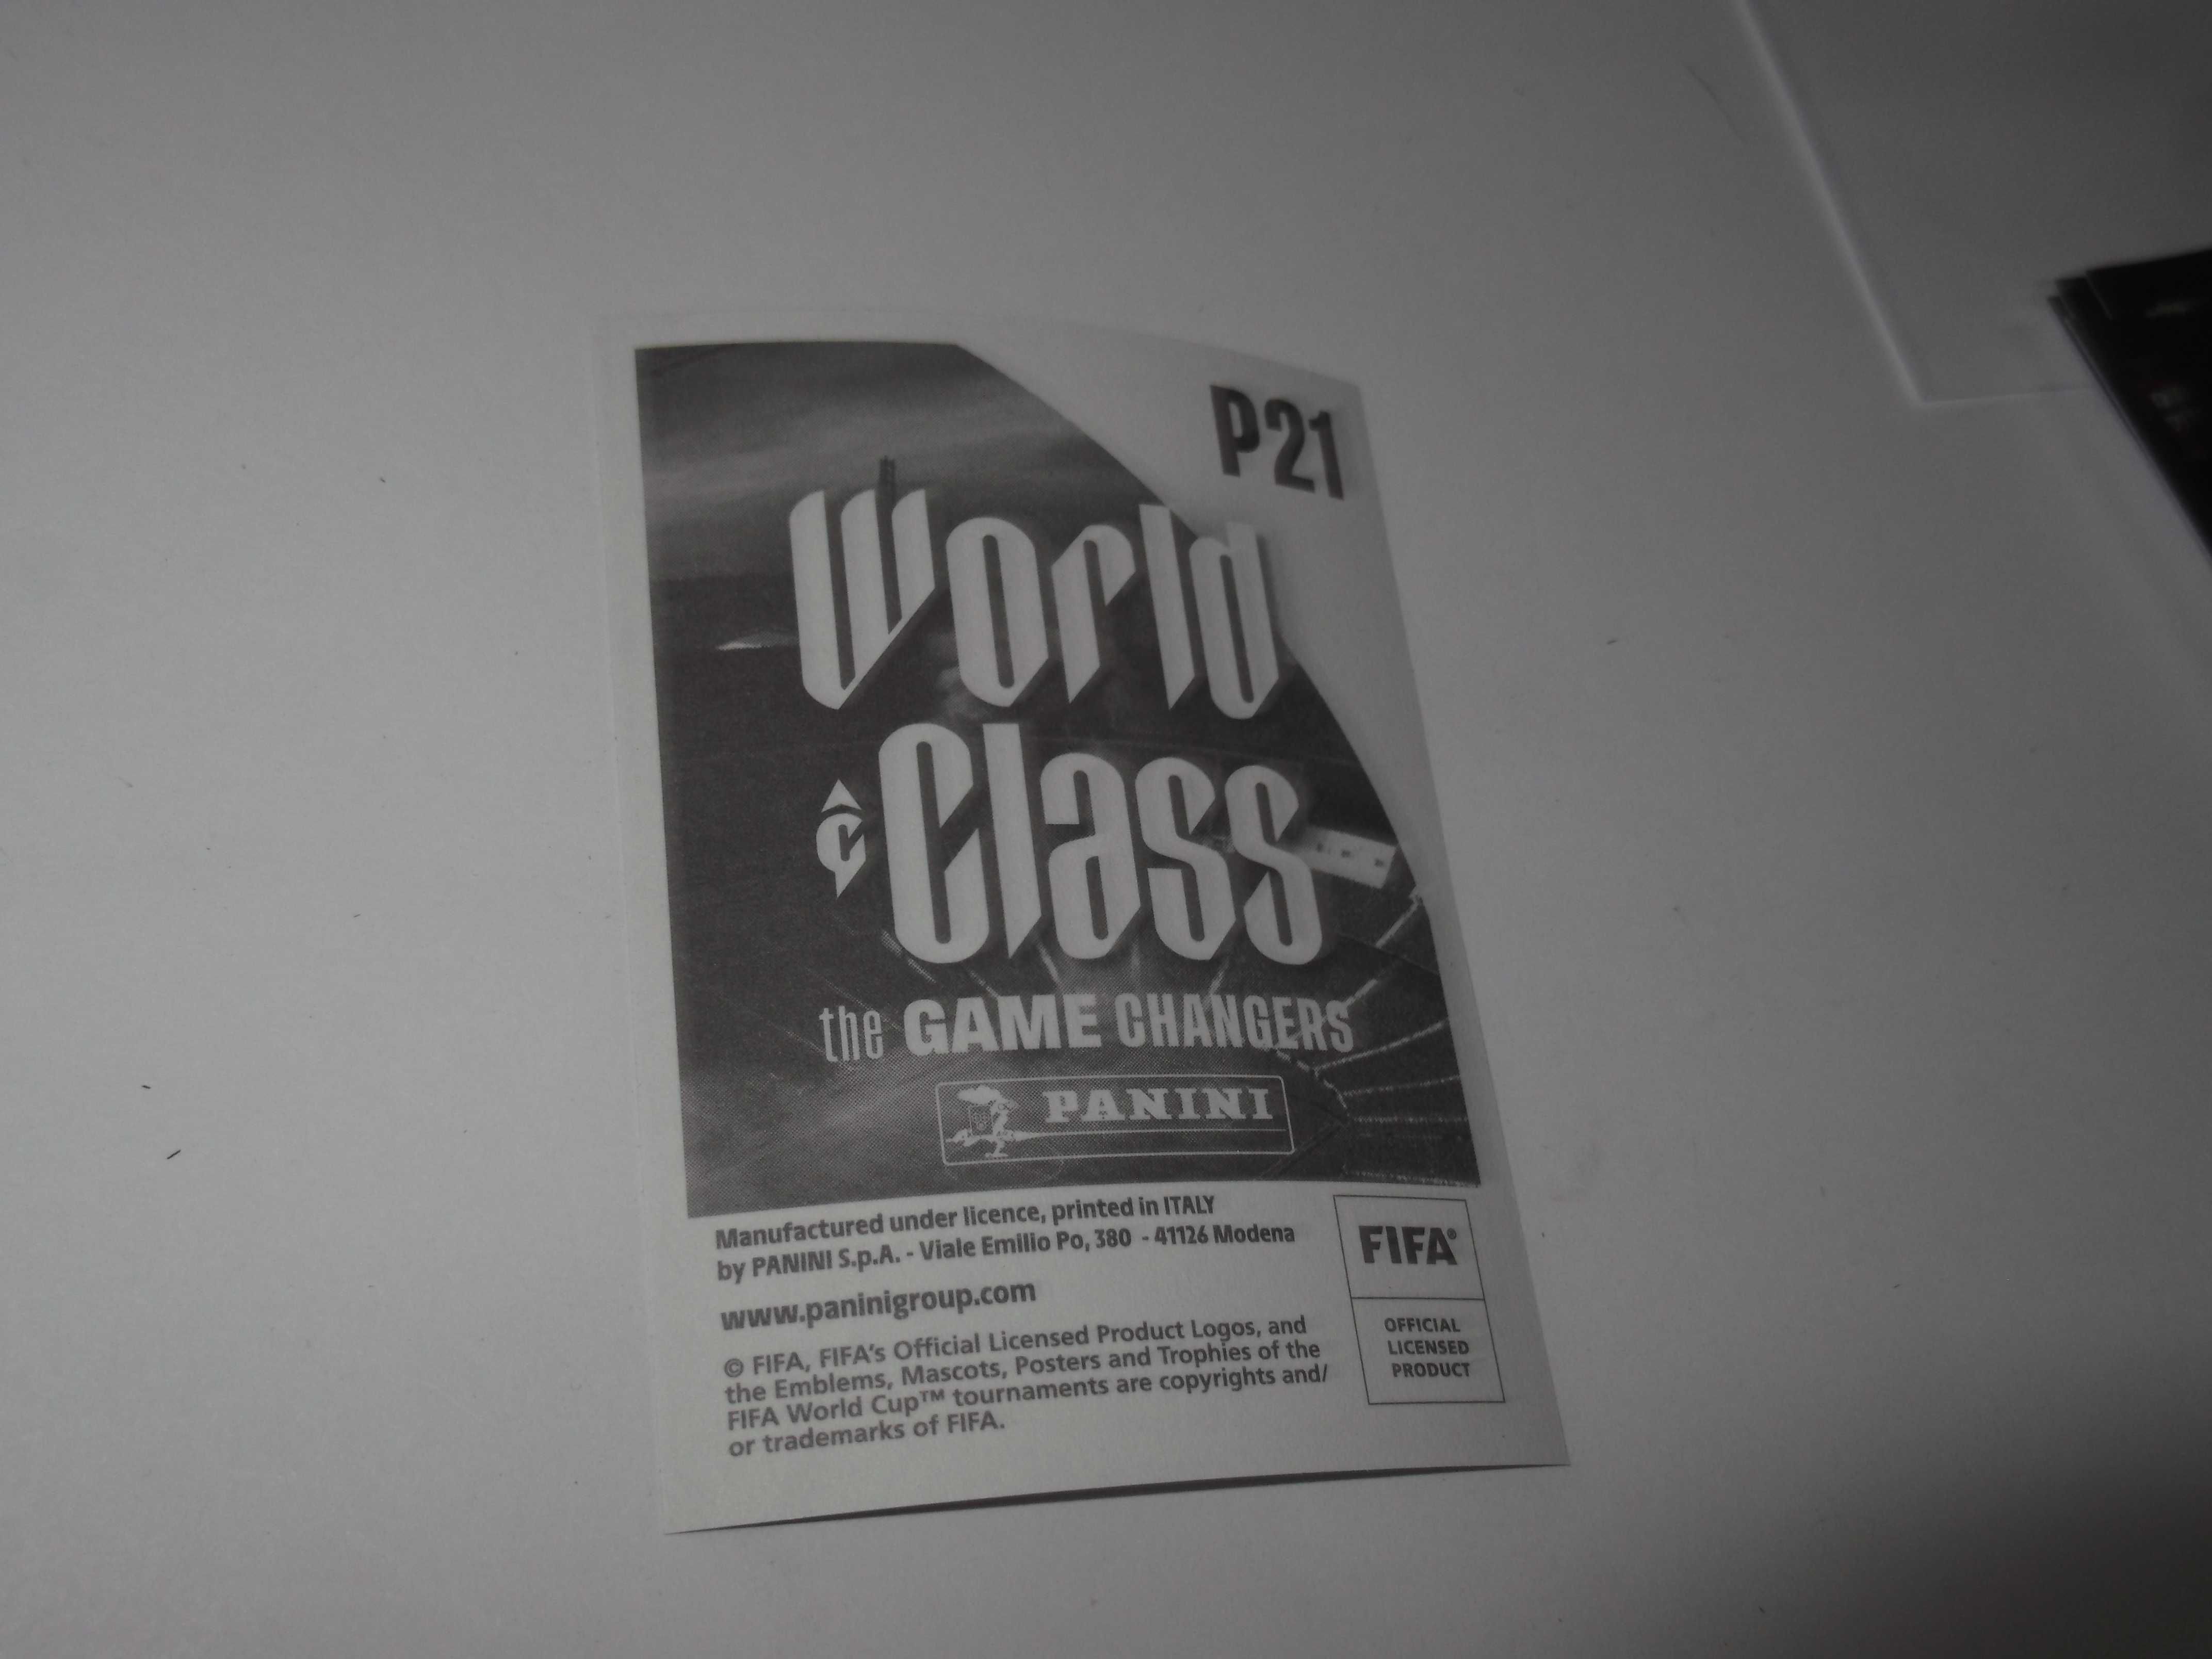 P21
World
Class
the GAME CHANGERS
PANINI
Manufactured under licence, printed in ITALY
by PANINI S.p.A. - Viale Emilio Po, 380 - 41126 Modena
www.paninigroup.com
© FIFA, FIFA's Official Licensed Product Logos, and
the Emblems, Mascots, Posters and Trophies of the
FIFA World Cup™ tournaments are copyrights and/
or trademarks of FIFA.
FIFA®
OFFICIAL
LICENSED
PRODUCT